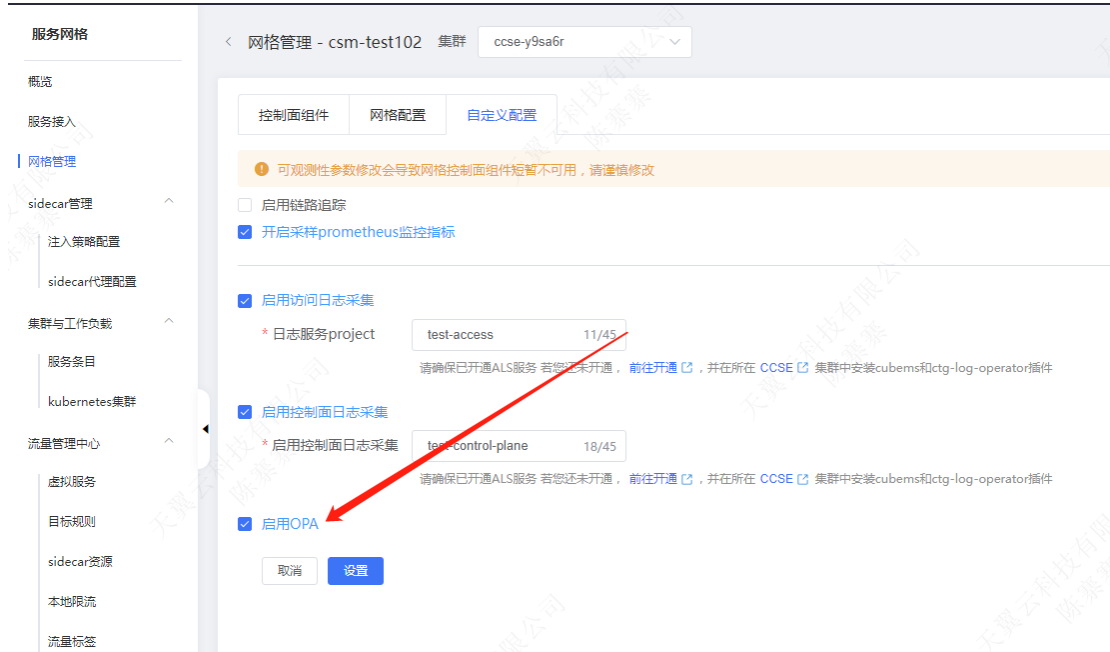 服务网格
概览
服务接入
网格管理
sidecar管理
注入策略配置
sidecar代理配置
集群与工作负载
服务条目
kubernetes集群
流量管理中心
虚拟服务
目标规则
sidecar资源
本地限流
流量标签
网格管理 - csm-test102 集群 ccse-y9sa6r
控制面组件 网格配置 自定义配置
可观测性参数修改会导致网格控制面组件短暂不可用，请谨慎修改
启用链路追踪
开启采样prometheus监控指标
启用访问日志采集
* 日志服务project test-access 11/45
请确保已开通ALS服务 若您还未开通， 前往开通 ，并在所在 CCSE 集群中安装cubems和ctg-log-operator插件
启用控制面日志采集
* 启用控制面日志采集 test-control-plane 18/45
请确保已开通ALS服务 若您还未开通， 前往开通 ，并在所在 CCSE 集群中安装cubems和ctg-log-operator插件
启用OPA
取消 设置
天翼云科技有限公司